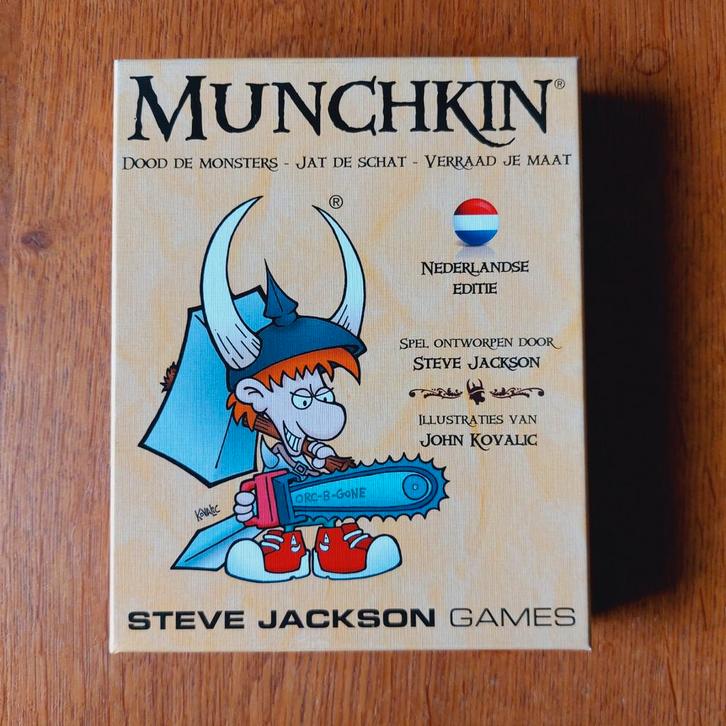 MUNCHKIN®
DOOD DE MONSTERS - JAT DE SCHAT - VERRAAD JE MAAT
®
NEDERLANDSE
EDITIE
SPEL ONTWORPEN DOOR
STEVE JACKSON
ILLUSTRATIES VAN
JOHN KOVALIC
ORC-B-GONE
KOVALIC
STEVE JACKSON GAMES